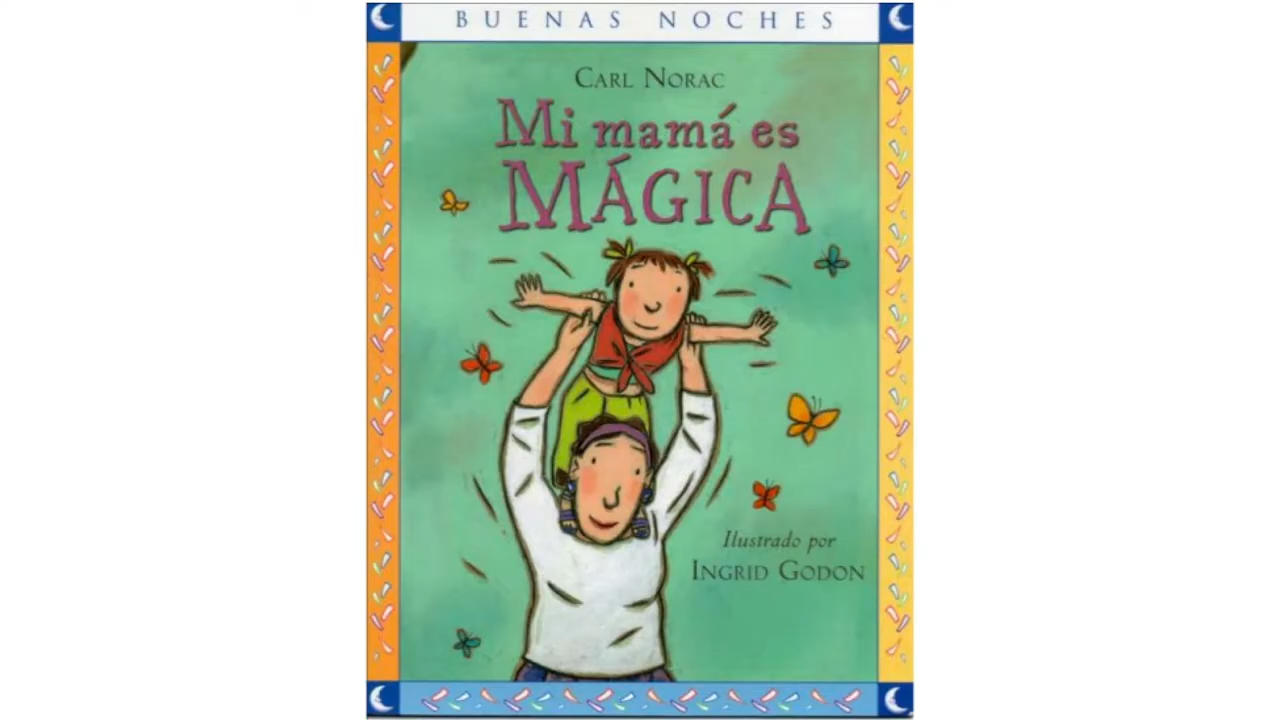 BUENAS NOCHES
CARL NORAC
Mi mamá es
MÁGICA
Ilustrado por
INGRID GODON